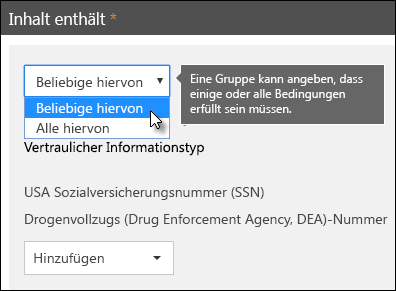 Inhalt enthält *
Beliebige hiervon
Eine Gruppe kann angeben, dass
einige oder alle Bedingungen
erfüllt sein müssen.
Beliebige hiervon
Alle hiervon
Vertraulicher Informationstyp
USA Sozialversicherungsnummer (SSN)
Drogenvollzugs (Drug Enforcement Agency, DEA)-Nummer
Hinzufügen